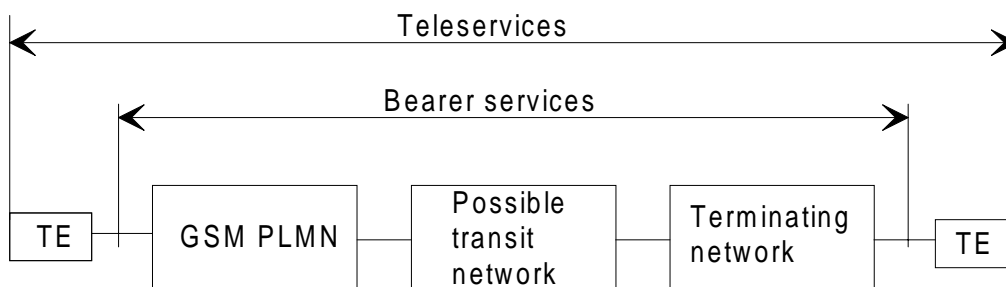 Teleservices
Bearer services
TE
GSM PLMN
Possible
transit
network
Terminating
network
TE